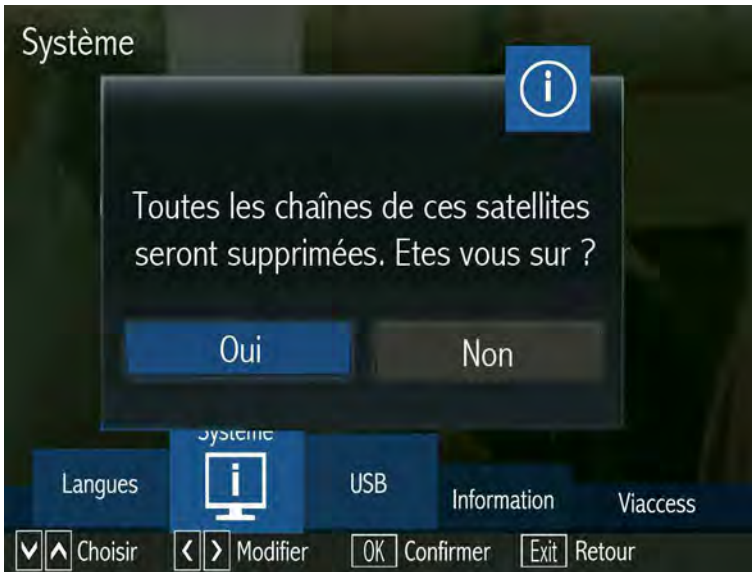 Système
i
Toutes les chaînes de ces satellites
seront supprimées. Etes vous sur ?
Oui Non
Système
Langues i USB Information Viaccess
Choisir Modifier OK Confirmer Exit Retour